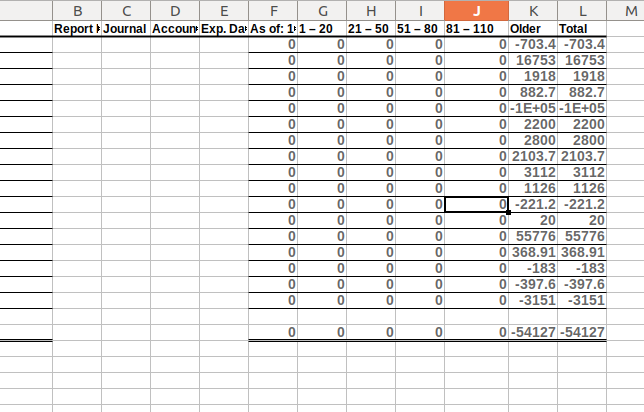 B C D E F G H I J K L M
Report Journal Accoun Exp. Da As of: 1 1 – 20 21 – 50 51 – 80 81 – 110 Older Total
0 0 0 0 0 -703.4 -703.4
0 0 0 0 0 16753 16753
0 0 0 0 0 1918 1918
0 0 0 0 0 882.7 882.7
0 0 0 0 0 -1E+05 -1E+05
0 0 0 0 0 2200 2200
0 0 0 0 0 2800 2800
0 0 0 0 0 2103.7 2103.7
0 0 0 0 0 3112 3112
0 0 0 0 0 1126 1126
0 0 0 0 0 -221.2 -221.2
0 0 0 0 0 20 20
0 0 0 0 0 55776 55776
0 0 0 0 0 368.91 368.91
0 0 0 0 0 -183 -183
0 0 0 0 0 -397.6 -397.6
0 0 0 0 0 -3151 -3151
0 0 0 0 0 -54127 -54127